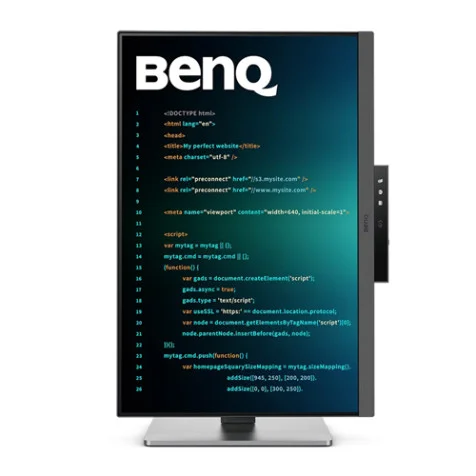 BenQ
1 <!DOCTYPE html>
2 <html lang="en">
3 <head>
4 <title>My perfect website</title>
5 <meta charset="utf-8" />
6
7 <link rel="preconnect" href="//s3.mysite.com" />
8 <link rel="preconnect" href="//www.mysite.com" />
9
10 <meta name="viewport" content="width=640, initial-scale=1"
11
12 <script>
13 var mytag = mytag || {};
14 mytag.cmd = mytag.cmd || [];
15 (function() {
16 var gads = document.createElement('script');
17 gads.async = true;
18 gads.type = 'text/script';
19 var useSSL = 'https:' == document.location.protocol;
20 var node = document.getElementsByTagName('script')[0];
21 node.parentNode.insertBefore(gads, node);
22 })();
23 mytag.cmd.push(function() {
24 var homepageSquarySizeMapping = mytag.sizeMapping().
25 addSize([945, 250], [200, 200]).
26 addSize([0, 0], [300, 250]).
BenQ